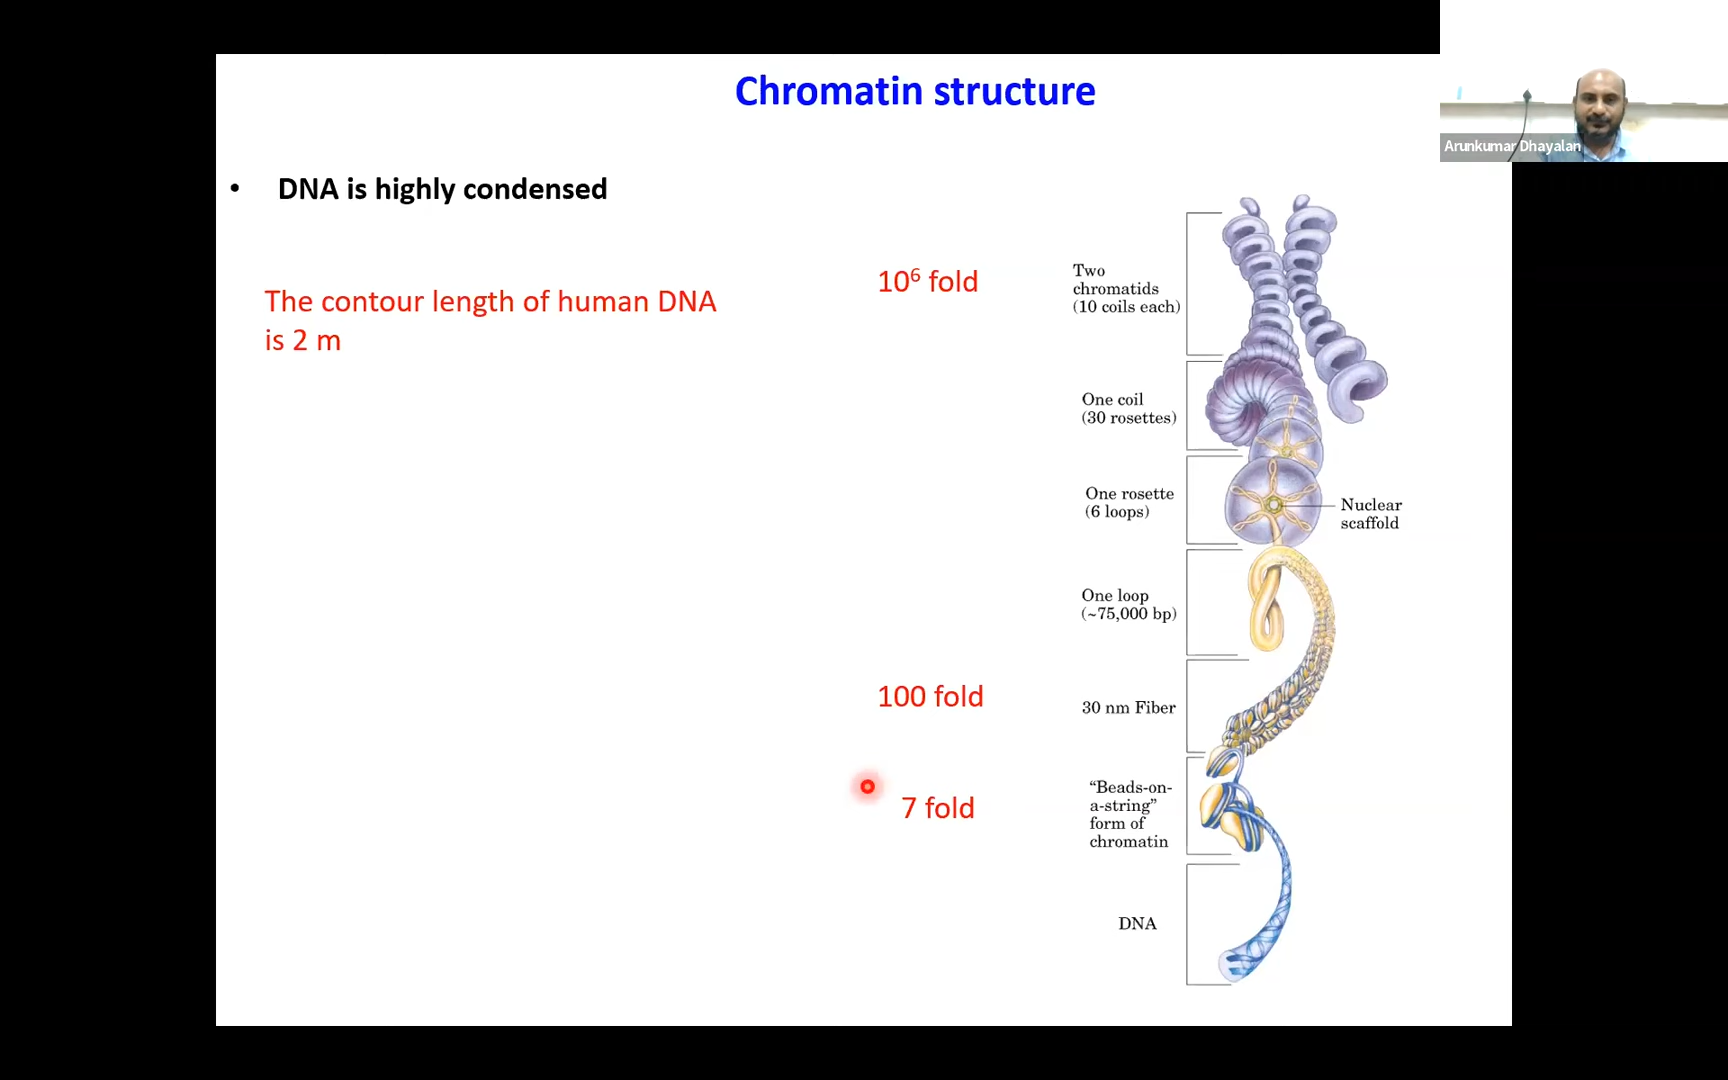 Chromatin structure
Arunkumar Dhayalan
• DNA is highly condensed
The contour length of human DNA
is 2 m
10⁶ fold
Two
chromatids
(10 coils each)
One coil
(30 rosettes)
One rosette
(6 loops)
Nuclear
scaffold
One loop
(~75,000 bp)
100 fold
30 nm Fiber
7 fold
“Beads-on-
a-string”
form of
chromatin
DNA